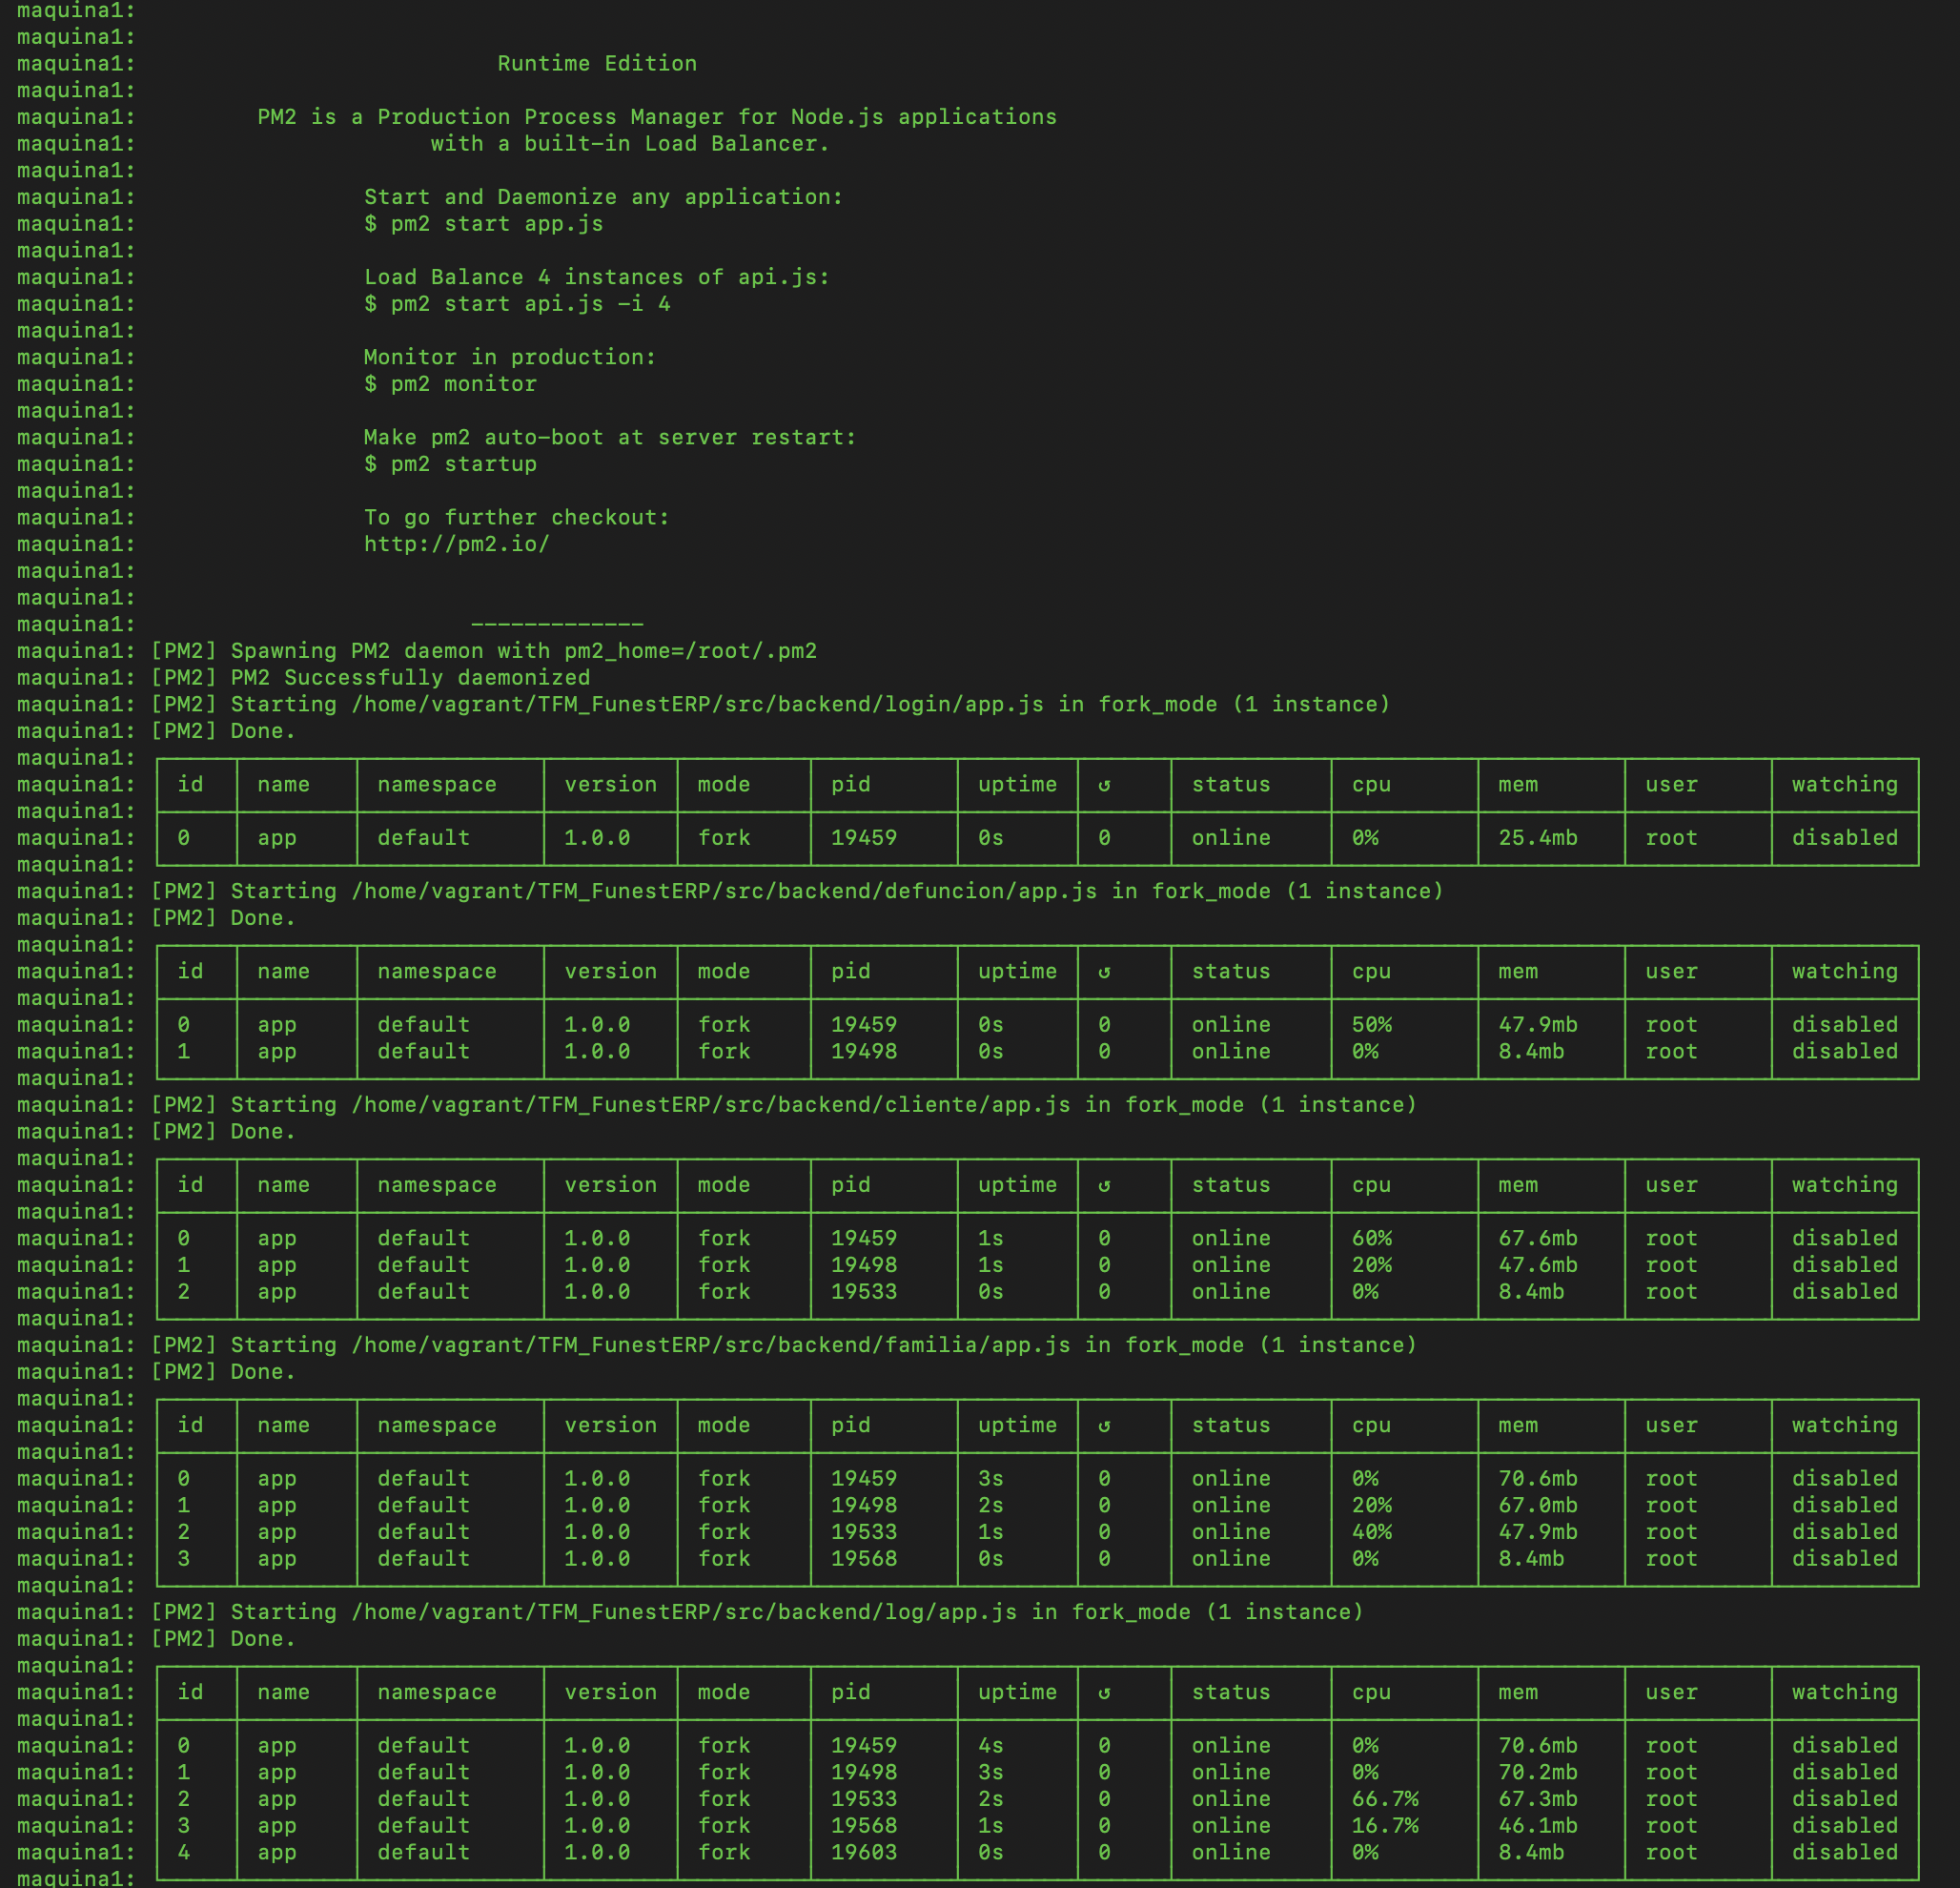 maquina1:
maquina1:
maquina1: Runtime Edition
maquina1:
maquina1: PM2 is a Production Process Manager for Node.js applications
maquina1: with a built-in Load Balancer.
maquina1:
maquina1: Start and Daemonize any application:
maquina1: $ pm2 start app.js
maquina1:
maquina1: Load Balance 4 instances of api.js:
maquina1: $ pm2 start api.js -i 4
maquina1:
maquina1: Monitor in production:
maquina1: $ pm2 monitor
maquina1:
maquina1: Make pm2 auto-boot at server restart:
maquina1: $ pm2 startup
maquina1:
maquina1: To go further checkout:
maquina1: http://pm2.io/
maquina1:
maquina1:
maquina1: -------------
maquina1: [PM2] Spawning PM2 daemon with pm2_home=/root/.pm2
maquina1: [PM2] PM2 Successfully daemonized
maquina1: [PM2] Starting /home/vagrant/TFM_FunestERP/src/backend/login/app.js in fork_mode (1 instance)
maquina1: [PM2] Done.
maquina1:
maquina1: id name namespace version mode pid uptime ↺ status cpu mem user watching
maquina1:
maquina1: 0 app default 1.0.0 fork 19459 0s 0 online 0% 25.4mb root disabled
maquina1:
maquina1: [PM2] Starting /home/vagrant/TFM_FunestERP/src/backend/defuncion/app.js in fork_mode (1 instance)
maquina1: [PM2] Done.
maquina1:
maquina1: id name namespace version mode pid uptime ↺ status cpu mem user watching
maquina1:
maquina1: 0 app default 1.0.0 fork 19459 0s 0 online 50% 47.9mb root disabled
maquina1: 1 app default 1.0.0 fork 19498 0s 0 online 0% 8.4mb root disabled
maquina1:
maquina1: [PM2] Starting /home/vagrant/TFM_FunestERP/src/backend/cliente/app.js in fork_mode (1 instance)
maquina1: [PM2] Done.
maquina1:
maquina1: id name namespace version mode pid uptime ↺ status cpu mem user watching
maquina1:
maquina1: 0 app default 1.0.0 fork 19459 1s 0 online 60% 67.6mb root disabled
maquina1: 1 app default 1.0.0 fork 19498 1s 0 online 20% 47.6mb root disabled
maquina1: 2 app default 1.0.0 fork 19533 0s 0 online 0% 8.4mb root disabled
maquina1:
maquina1: [PM2] Starting /home/vagrant/TFM_FunestERP/src/backend/familia/app.js in fork_mode (1 instance)
maquina1: [PM2] Done.
maquina1:
maquina1: id name namespace version mode pid uptime ↺ status cpu mem user watching
maquina1:
maquina1: 0 app default 1.0.0 fork 19459 3s 0 online 0% 70.6mb root disabled
maquina1: 1 app default 1.0.0 fork 19498 2s 0 online 20% 67.0mb root disabled
maquina1: 2 app default 1.0.0 fork 19533 1s 0 online 40% 47.9mb root disabled
maquina1: 3 app default 1.0.0 fork 19568 0s 0 online 0% 8.4mb root disabled
maquina1:
maquina1: [PM2] Starting /home/vagrant/TFM_FunestERP/src/backend/log/app.js in fork_mode (1 instance)
maquina1: [PM2] Done.
maquina1:
maquina1: id name namespace version mode pid uptime ↺ status cpu mem user watching
maquina1:
maquina1: 0 app default 1.0.0 fork 19459 4s 0 online 0% 70.6mb root disabled
maquina1: 1 app default 1.0.0 fork 19498 3s 0 online 0% 70.2mb root disabled
maquina1: 2 app default 1.0.0 fork 19533 2s 0 online 66.7% 67.3mb root disabled
maquina1: 3 app default 1.0.0 fork 19568 1s 0 online 16.7% 46.1mb root disabled
maquina1: 4 app default 1.0.0 fork 19603 0s 0 online 0% 8.4mb root disabled
maquina1: